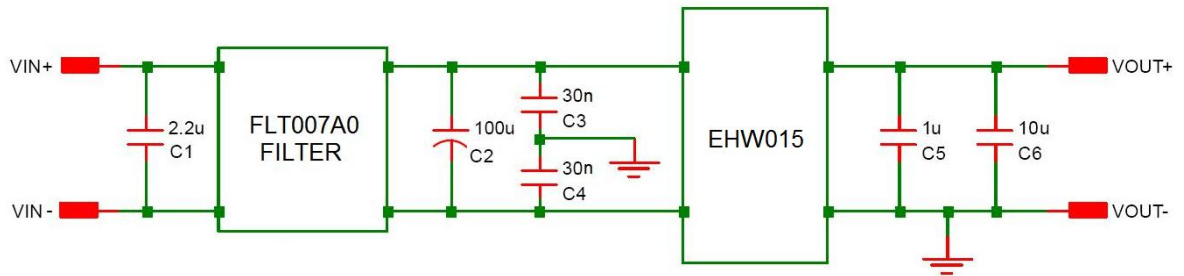 VIN+
VIN-
2.2u
C1
FLT007A0
FILTER
100u
C2
30n
C3
30n
C4
EHW015
1u
C5
10u
C6
VOUT+
VOUT-